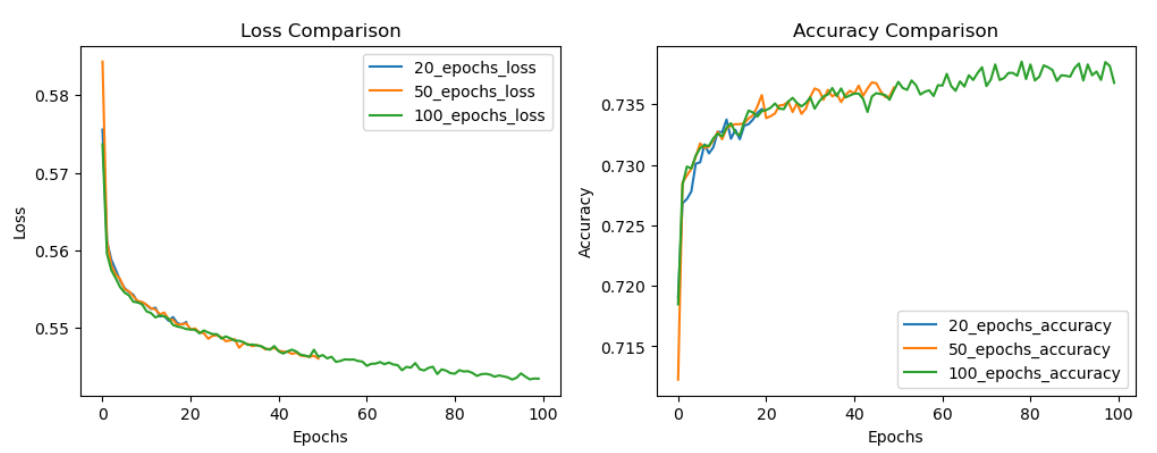 Loss Comparison
20_epochs_loss
50_epochs_loss
100_epochs_loss
0.58
0.57
0.56
0.55
Loss
0
20
40
60
80
100
Epochs
Accuracy Comparison
0.735
0.730
0.725
0.720
0.715
Accuracy
20_epochs_accuracy
50_epochs_accuracy
100_epochs_accuracy
0
20
40
60
80
100
Epochs